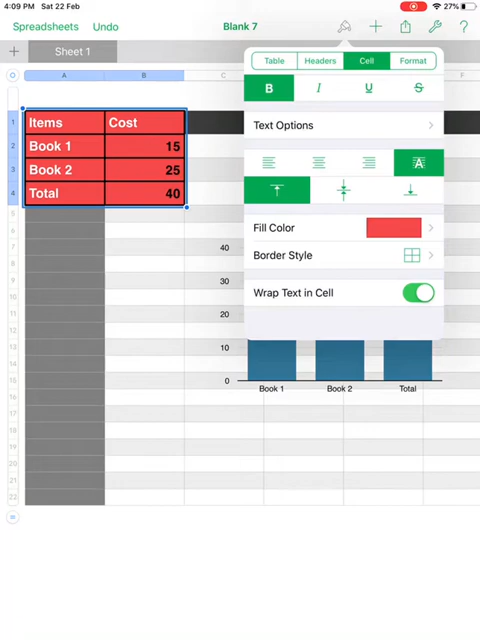 4:09 PM Sat 22 Feb 27%
Spreadsheets Undo Blank 7 ?
+ Sheet 1
Table Headers Cell Format
A B C F
B I U S
1 Items Cost
Text Options
2 Book 1 15
3 Book 2 25
A
4 Total 40
5
6
Fill Color
7 40
Border Style
8
9 30
Wrap Text in Cell
10
11 20
12
13 10
14
15 0
Book 1 Book 2 Total
16
17
18
19
20
21
22